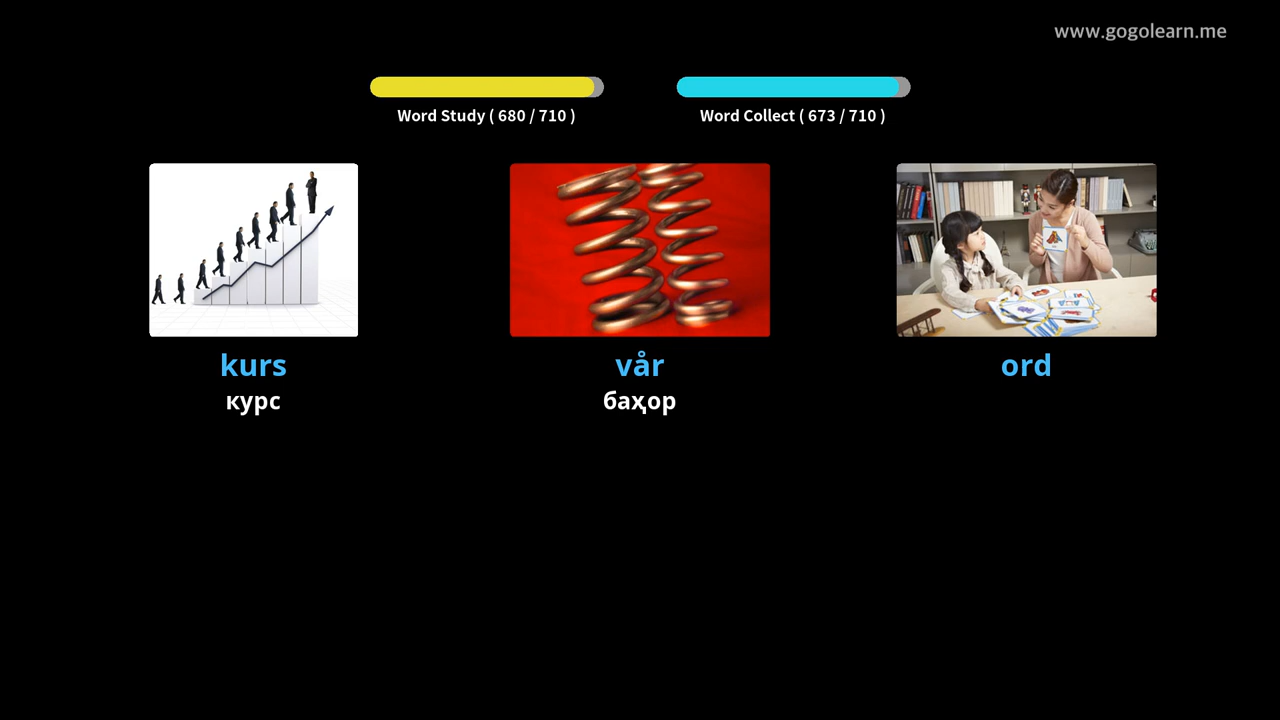 www.gogolearn.me
Word Study ( 680 / 710 )
Word Collect ( 673 / 710 )
kurs
курс
vår
баҳор
ord